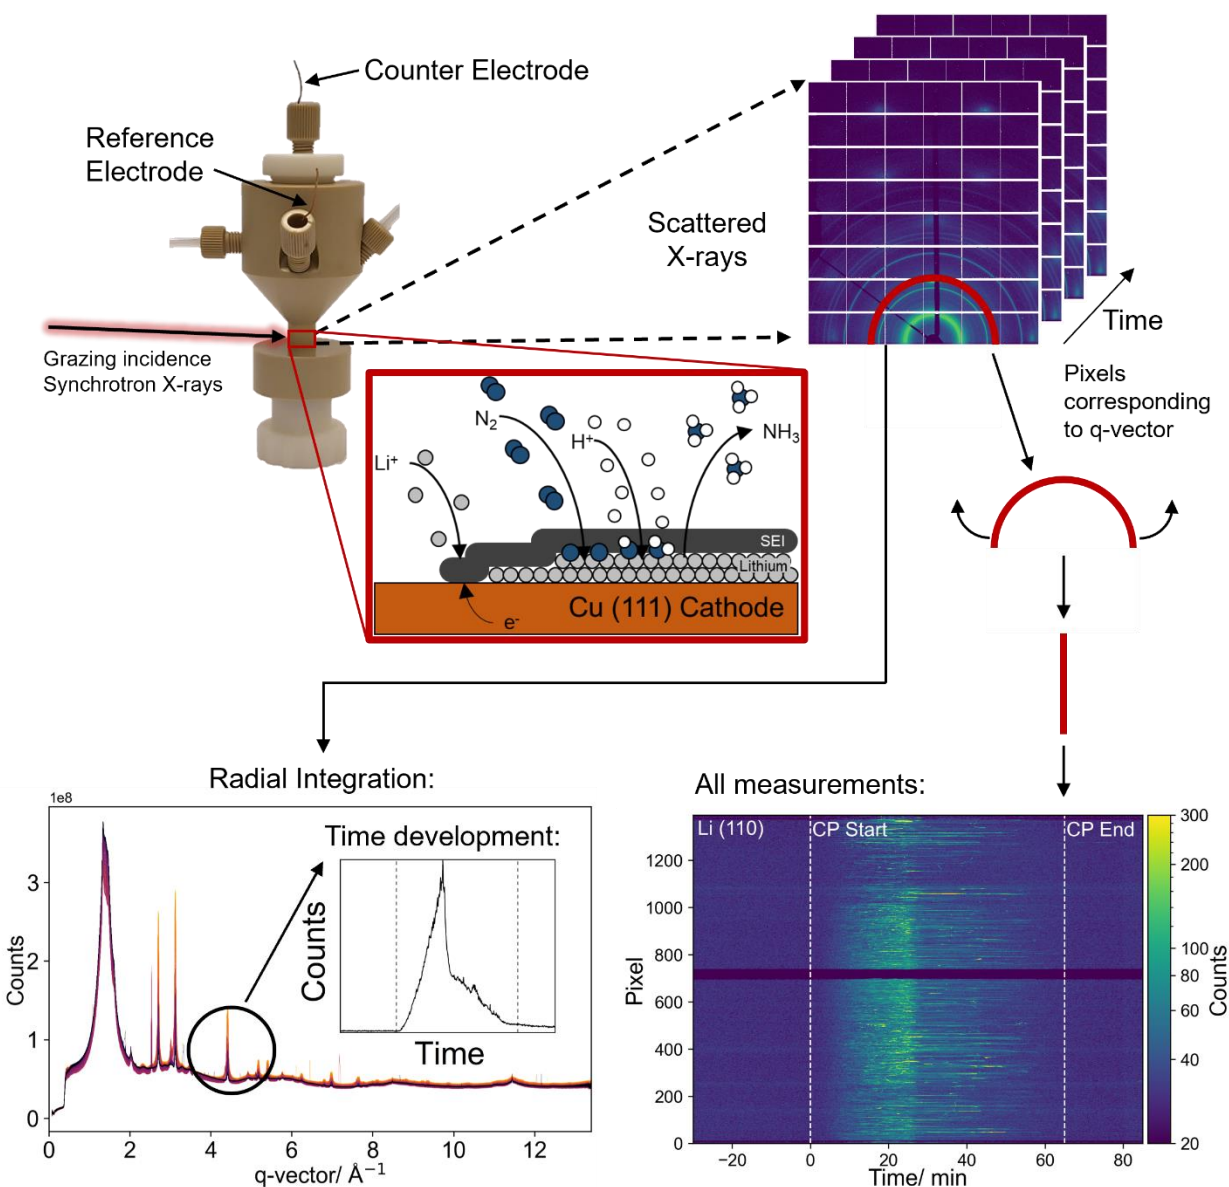 Counter Electrode
Reference
Electrode
Scattered
X-rays
Time
Grazing incidence
Synchrotron X-rays
Pixels
corresponding
to q-vector
N2
H+
NH3
Li+
SEI
Lithium
Cu (111) Cathode
e-
Radial Integration:
1e8
Time development:
Counts
Time
3
2
1
0
Counts
0
2
4
6
8
10
12
q-vector/ Å⁻¹
All measurements:
Li (110)
CP Start
CP End
1200
1000
800
600
400
200
0
Pixel
−20
0
20
40
60
80
Time/ min
300
200
100
80
60
40
20
Counts